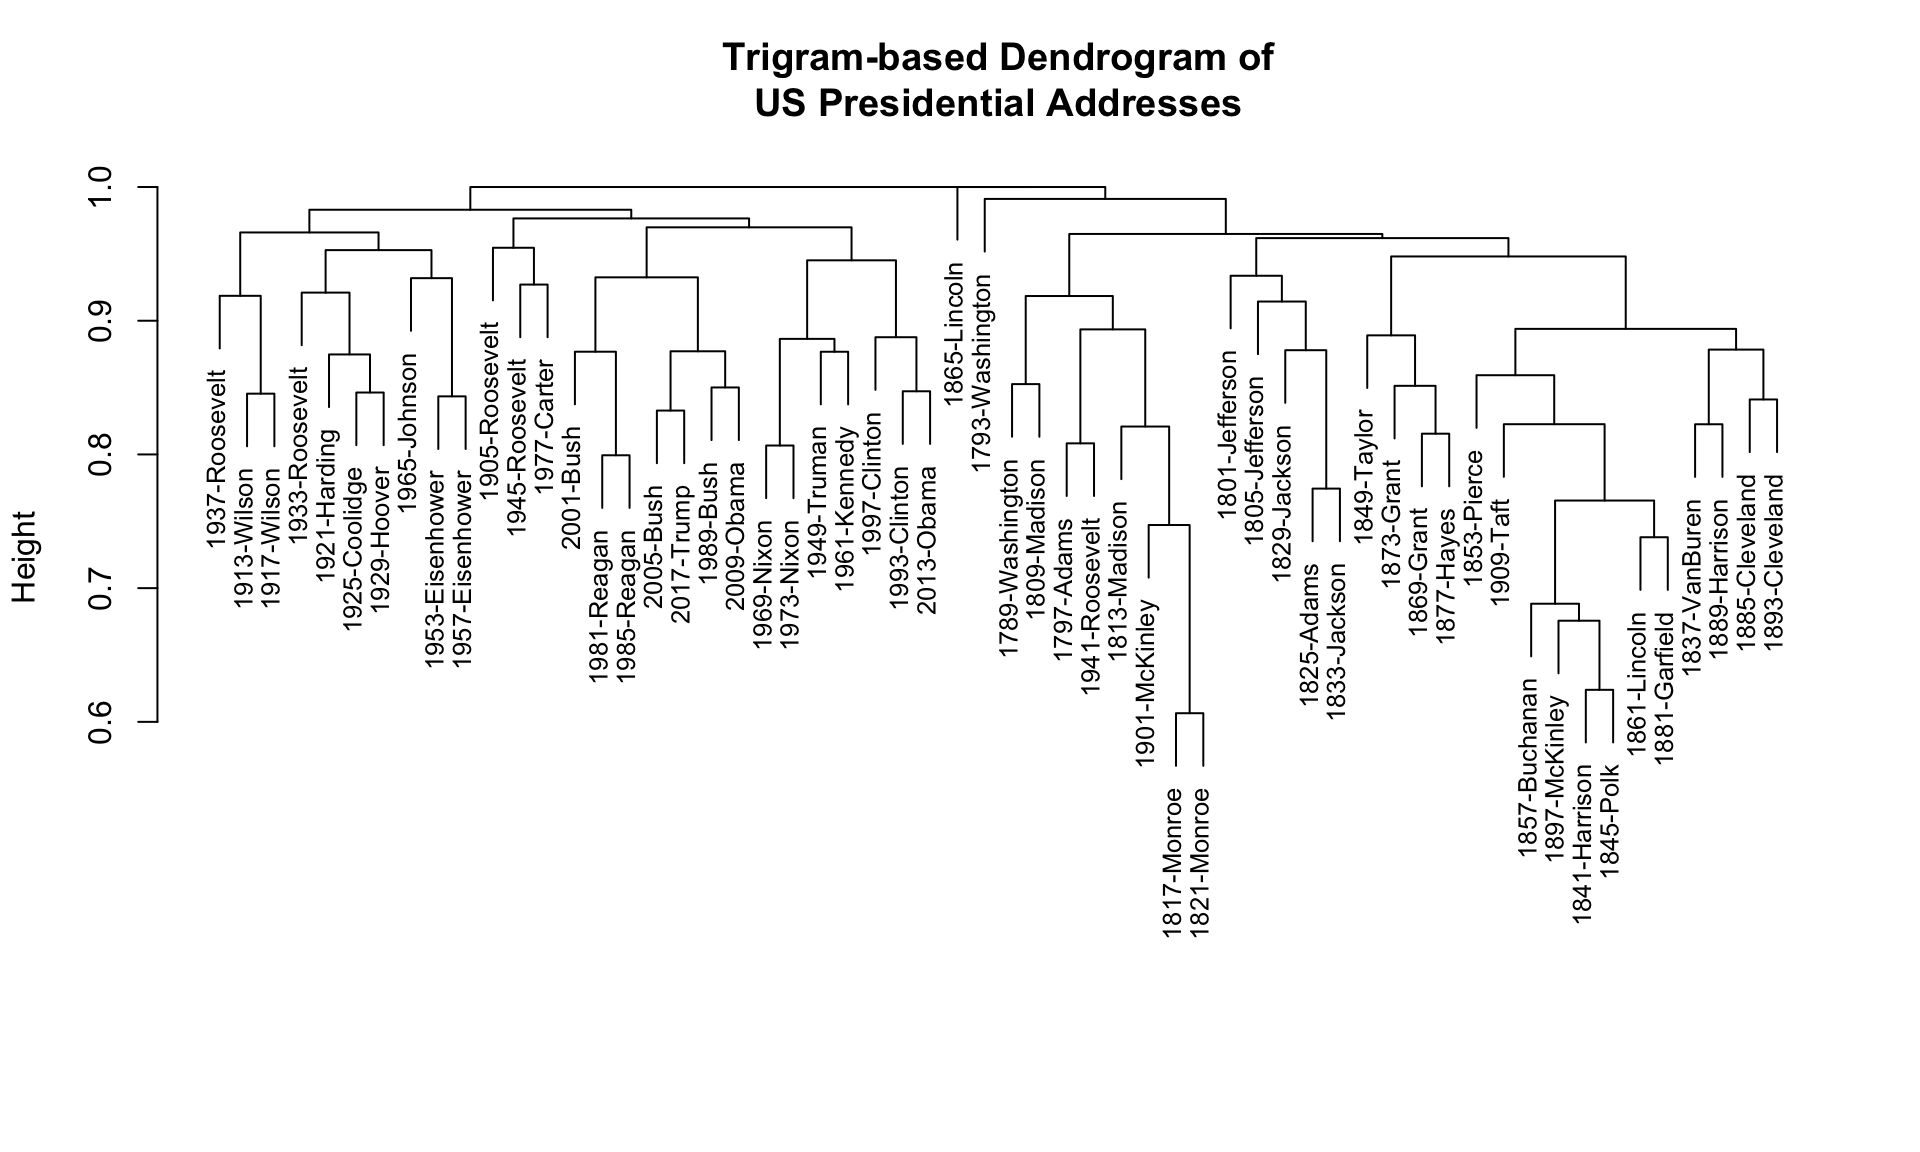 Trigram-based Dendrogram of
US Presidential Addresses
Height
1.0
0.9
0.8
0.7
0.6
1937-Roosevelt
1913-Wilson
1917-Wilson
1933-Roosevelt
1921-Harding
1925-Coolidge
1929-Hoover
1965-Johnson
1953-Eisenhower
1957-Eisenhower
1905-Roosevelt
1945-Roosevelt
1977-Carter
2001-Bush
1981-Reagan
1985-Reagan
2005-Bush
2017-Trump
1989-Bush
2009-Obama
1969-Nixon
1973-Nixon
1949-Truman
1961-Kennedy
1997-Clinton
1993-Clinton
2013-Obama
1865-Lincoln
1793-Washington
1789-Washington
1809-Madison
1797-Adams
1941-Roosevelt
1813-Madison
1901-McKinley
1817-Monroe
1821-Monroe
1801-Jefferson
1805-Jefferson
1829-Jackson
1825-Adams
1833-Jackson
1849-Taylor
1873-Grant
1869-Grant
1877-Hayes
1853-Pierce
1909-Taft
1857-Buchanan
1897-McKinley
1841-Harrison
1845-Polk
1861-Lincoln
1881-Garfield
1837-VanBuren
1889-Harrison
1885-Cleveland
1893-Cleveland